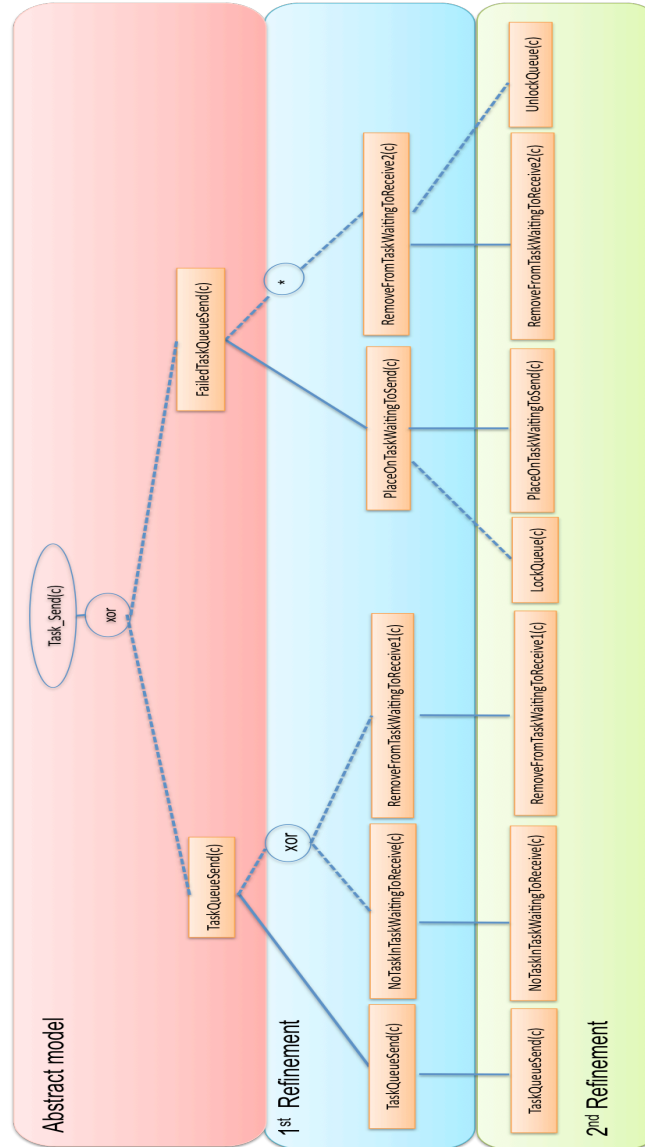 Abstract model
Task_Send(c)
xor
TaskQueueSend(c)
FailedTaskQueueSend(c)
1st Refinement
xor
*
TaskQueueSend(c)
NoTaskInTaskWaitingToReceive(c)
RemoveFromTaskWaitingToReceive1(c)
PlaceOnTaskWaitingToSend(c)
RemoveFromTaskWaitingToReceive2(c)
TaskQueueSend(c)
NoTaskInTaskWaitingToReceive(c)
RemoveFromTaskWaitingToReceive1(c)
LockQueue(c)
PlaceOnTaskWaitingToSend(c)
RemoveFromTaskWaitingToReceive2(c)
UnlockQueue(c)
2nd Refinement